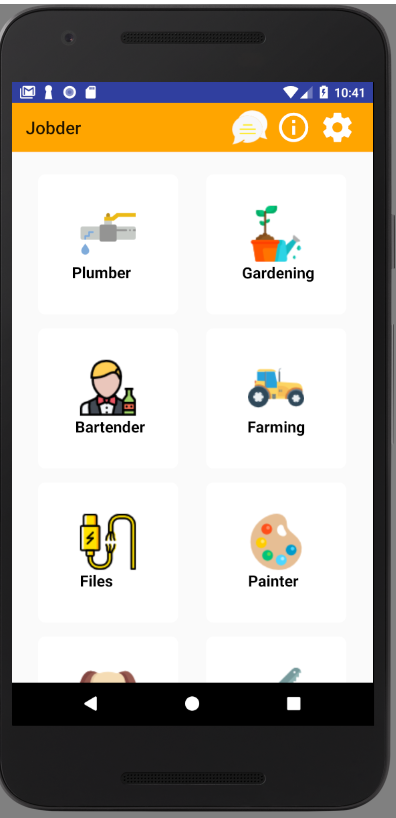 10:41
Jobder
Plumber
Gardening
Bartender
Farming
Files
Painter